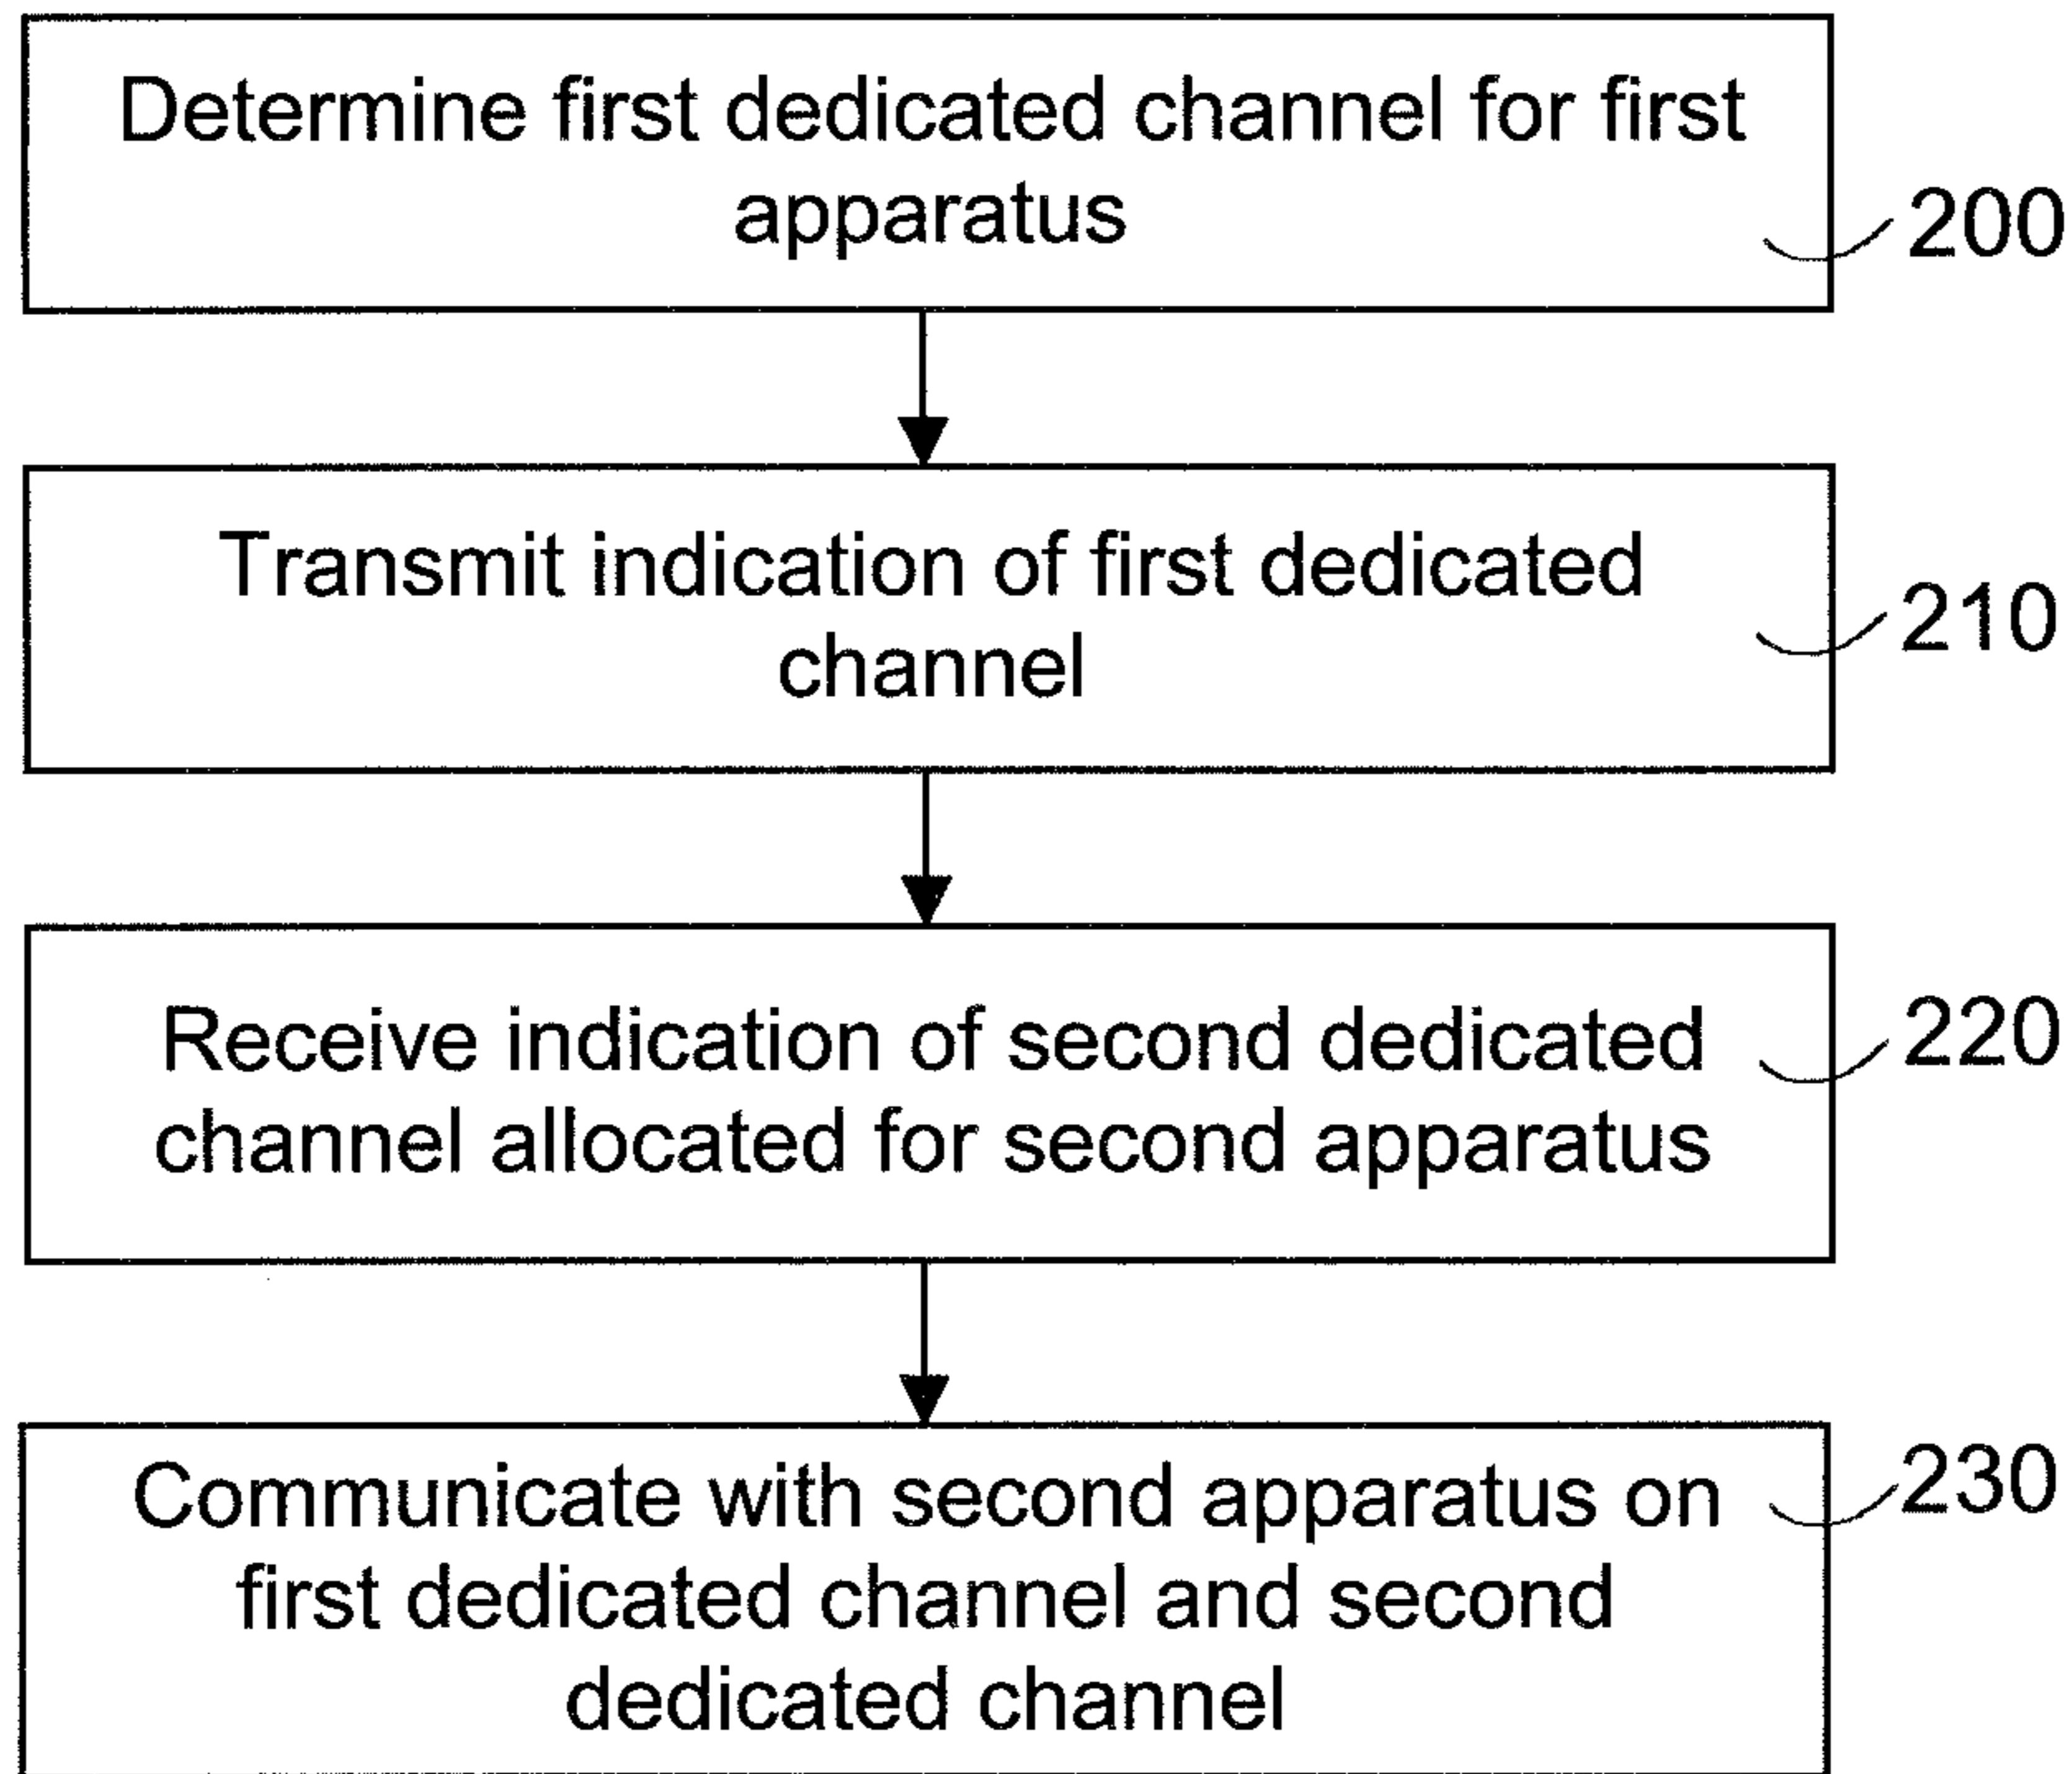 Determine first dedicated channel for first
apparatus
200
Transmit indication of first dedicated
channel
210
Receive indication of second dedicated
channel allocated for second apparatus
220
Communicate with second apparatus on
first dedicated channel and second
dedicated channel
230